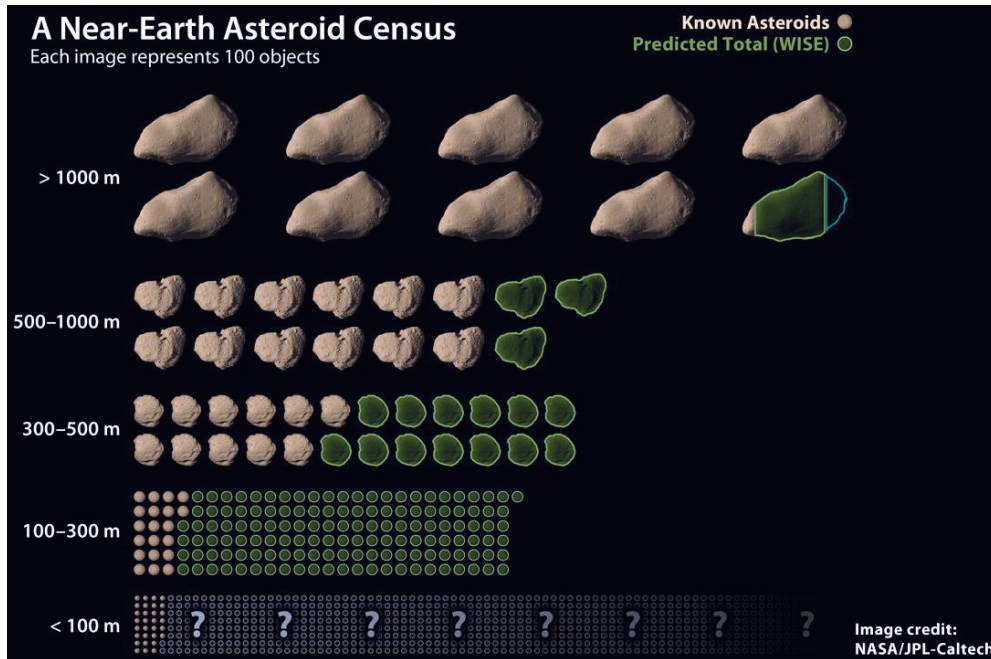 A Near-Earth Asteroid Census
Each image represents 100 objects
Known Asteroids
Predicted Total (WISE)
> 1000 m
500–1000 m
300–500 m
100–300 m
< 100 m
? ? ? ? ? ? ? ?
Image credit:
NASA/JPL-Caltech